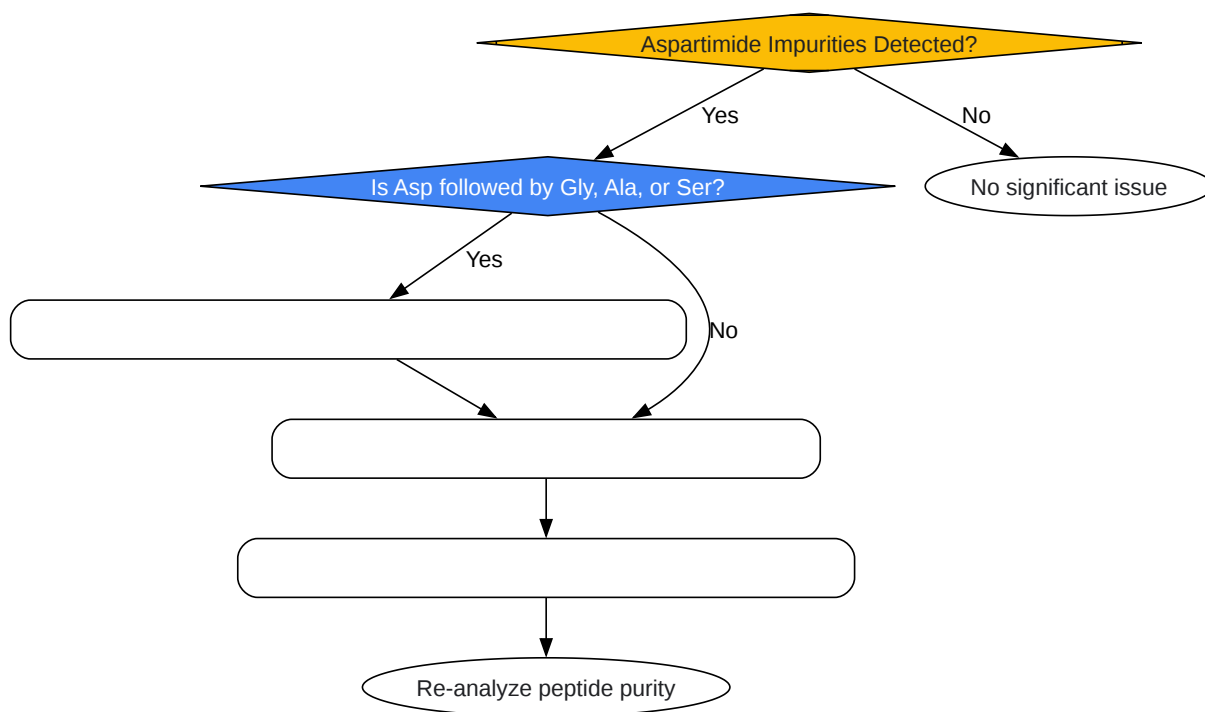 Aspartimide Impurities Detected?
Yes
No
Is Asp followed by Gly, Ala, or Ser?
No significant issue
Yes
No
Re-analyze peptide purity